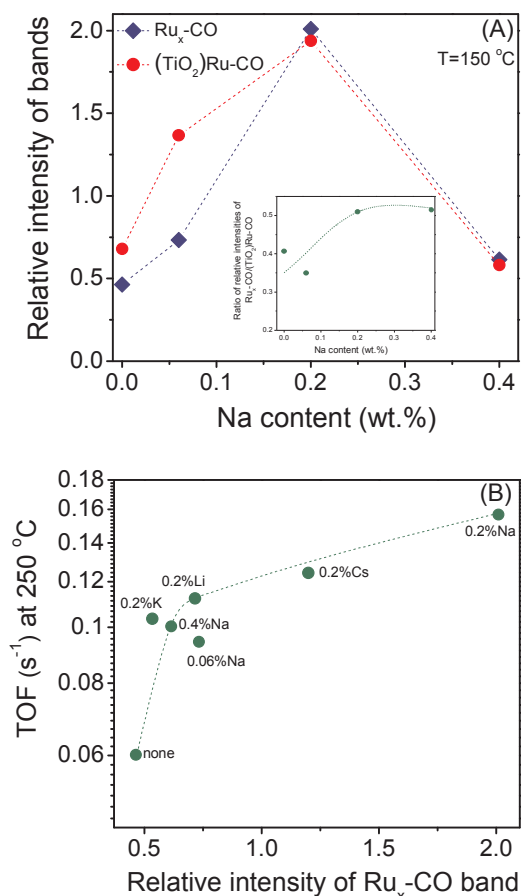 (A)
Ruₓ-CO
(TiO₂)Ru-CO
T=150 °C
Relative intensity of bands
2.0
1.5
1.0
0.5
0.0
0.0 0.1 0.2 0.3 0.4
Na content (wt.%)
Ratio of relative intensities of
Ruₓ-CO/(TiO₂)Ru-CO
0.5
0.4
0.3
0.2
0.0 0.1 0.2 0.3 0.4
Na content (wt.%)
(B)
TOF (s⁻¹) at 250 °C
0.18
0.16
0.14
0.12
0.1
0.08
0.06
0.2%Na
0.2%Cs
0.2%Li
0.2%K
0.4%Na
0.06%Na
none
0.5 1.0 1.5 2.0
Relative intensity of Ruₓ-CO band